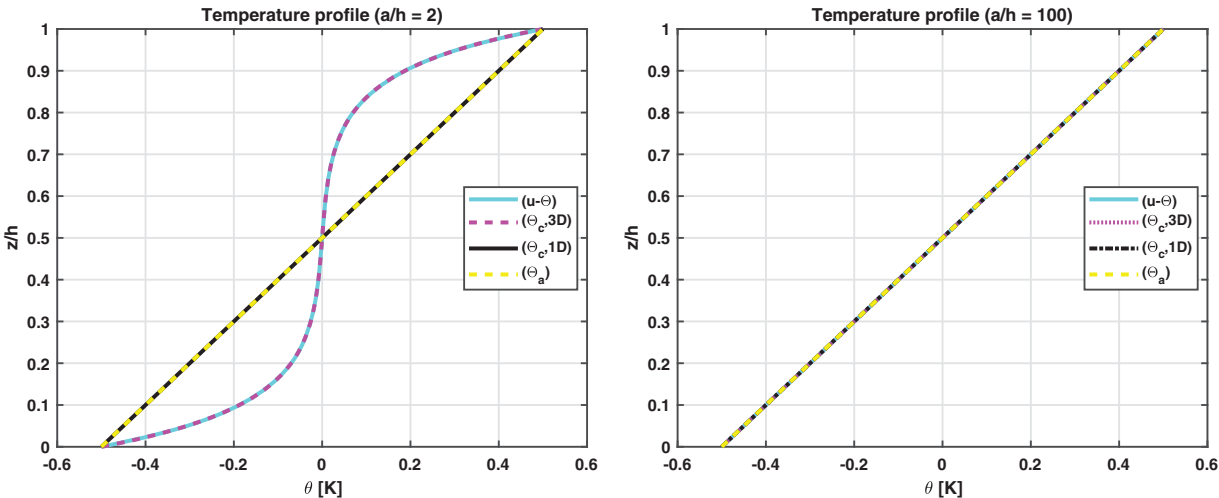 Temperature profile (a/h = 2)
1
0.9
0.8
0.7
0.6
0.5
0.4
0.3
0.2
0.1
0
z/h
-0.6
-0.4
-0.2
0
0.2
0.4
0.6
θ [K]
(u-Θ)
(Θc,3D)
(Θc,1D)
(Θa)
Temperature profile (a/h = 100)
1
0.9
0.8
0.7
0.6
0.5
0.4
0.3
0.2
0.1
0
z/h
-0.6
-0.4
-0.2
0
0.2
0.4
0.6
θ [K]
(u-Θ)
(Θc,3D)
(Θc,1D)
(Θa)